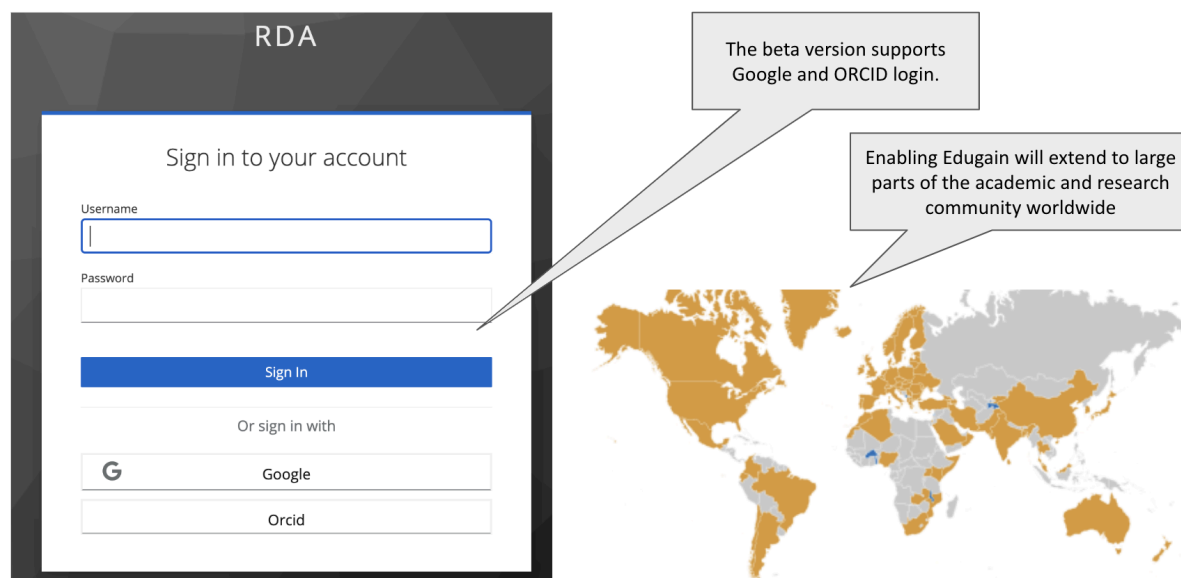 RDA
Sign in to your account
Username
Password
Sign In
Or sign in with
G
Google
Orcid
The beta version supports
Google and ORCID login.
Enabling Edugain will extend to large
parts of the academic and research
community worldwide